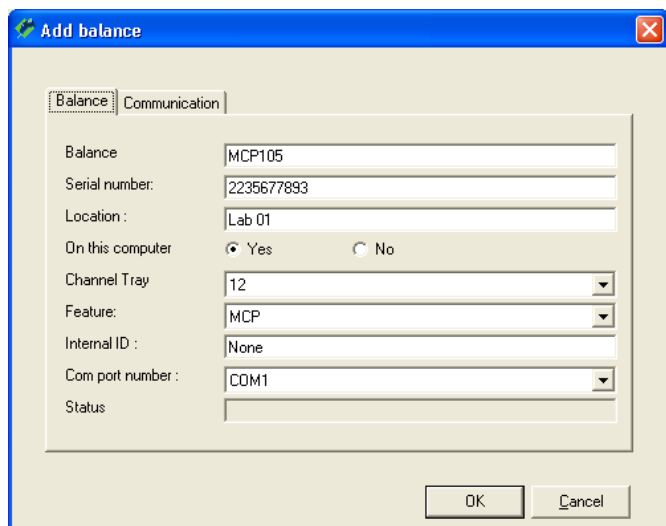 Add balance
Balance Communication
Balance MCP105
Serial number: 2235677893
Location : Lab 01
On this computer Yes No
Channel Tray 12
Feature: MCP
Internal ID : None
Com port number : COM1
Status
OK Cancel